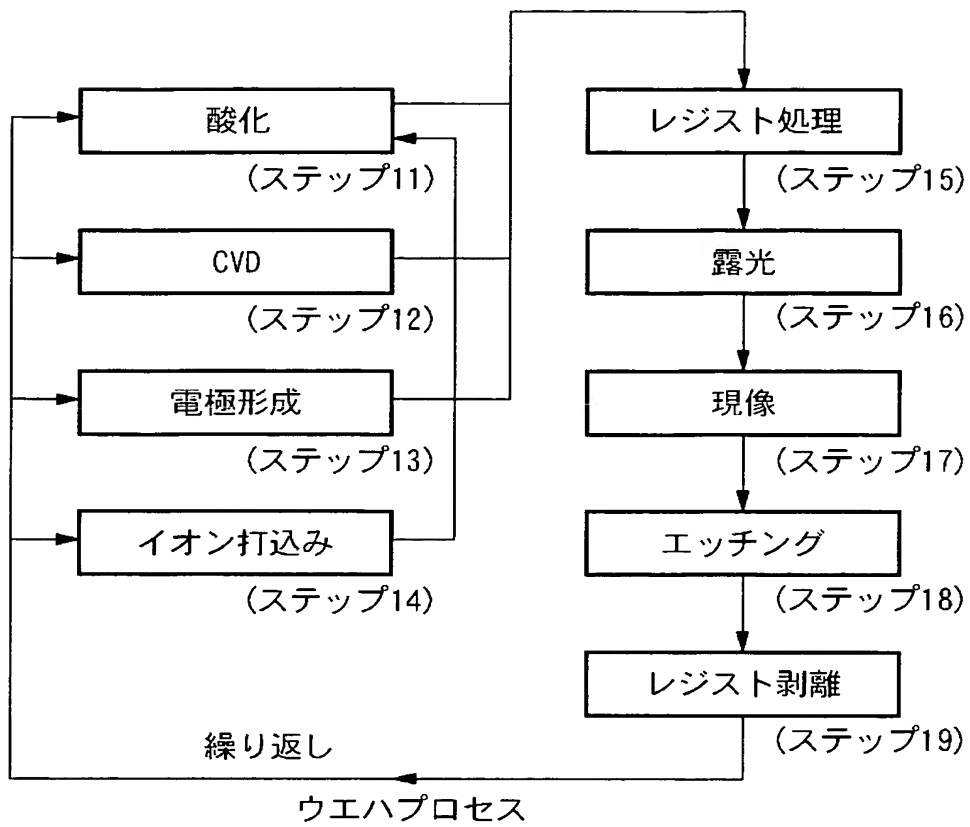 酸化
(ステップ11)
CVD
(ステップ12)
電極形成
(ステップ13)
イオン打込み
(ステップ14)
レジスト処理
(ステップ15)
露光
(ステップ16)
現像
(ステップ17)
エッチング
(ステップ18)
レジスト剥離
(ステップ19)
繰り返し
ウエハプロセス